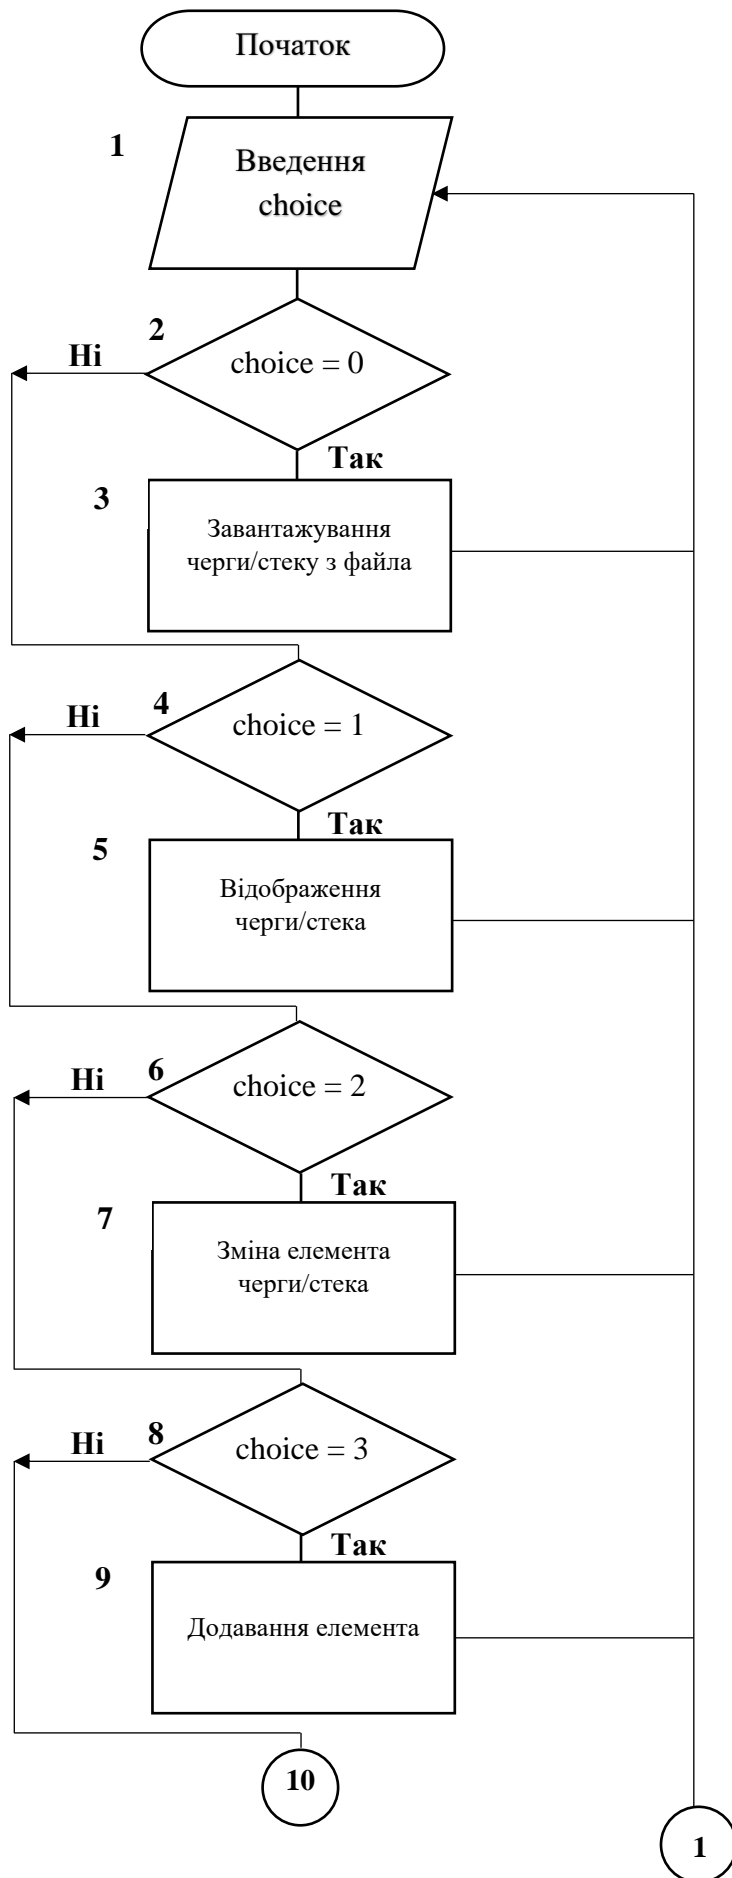 Початок
1
Введення
choice
2
Ні
choice = 0
Так
3
Завантажування
черги/стеку з файла
4
Ні
choice = 1
Так
5
Відображення
черги/стека
6
Ні
choice = 2
Так
7
Зміна елемента
черги/стека
8
Ні
choice = 3
Так
9
Додавання елемента
10
1